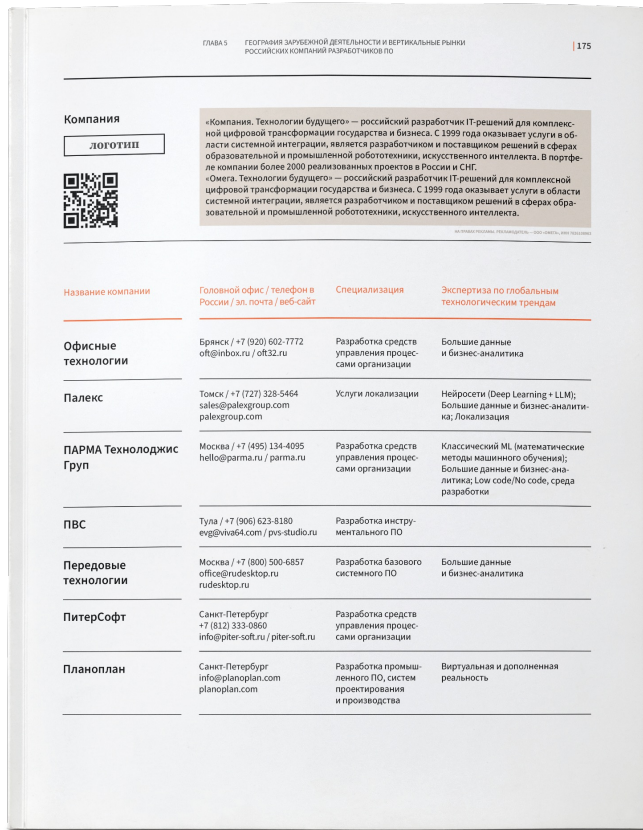 ГЛАВА 5 ГЕОГРАФИЯ ЗАРУБЕЖНОЙ ДЕЯТЕЛЬНОСТИ И ВЕРТИКАЛЬНЫЕ РЫНКИ
РОССИЙСКИХ КОМПАНИЙ РАЗРАБОТЧИКОВ ПО
175
Компания
ЛОГОТИП
«Компания. Технологии будущего» — российский разработчик IT-решений для комплекс-
ной цифровой трансформации государства и бизнеса. С 1999 года оказывает услуги в об-
ласти системной интеграции, является разработчиком и поставщиком решений в сферах
образовательной и промышленной робототехники, искусственного интеллекта. В портфе-
ле компании более 2000 реализованных проектов в России и СНГ.
«Омега. Технологии будущего» — российский разработчик IT-решений для комплексной
цифровой трансформации государства и бизнеса. С 1999 года оказывает услуги в области
системной интеграции, является разработчиком и поставщиком решений в сферах обра-
зовательной и промышленной робототехники, искусственного интеллекта.
Название компании
Головной офис / телефон в
России / эл. почта / веб-сайт
Специализация
Экспертиза по глобальным
технологическим трендам
Офисные
технологии
Брянск / +7 (920) 602-7772
oft@inbox.ru / oft32.ru
Разработка средств
управления процес-
сами организации
Большие данные
и бизнес-аналитика
Палекс
Томск / +7 (727) 328-5464
sales@palexgroup.com
palexgroup.com
Услуги локализации
Нейросети (Deep Learning + LLM);
Большие данные и бизнес-аналити-
ка; Локализация
ПАРМА Технолоджис
Груп
Москва / +7 (495) 134-4095
hello@parma.ru / parma.ru
Разработка средств
управления процес-
сами организации
Классический ML (математические
методы машинного обучения);
Большие данные и бизнес-ана-
литика; Low code/No code, среда
разработки
ПВС
Тула / +7 (906) 623-8180
evg@viva64.com / pvs-studio.ru
Разработка инстру-
ментального ПО
Передовые
технологии
Москва / +7 (800) 500-6857
office@rudesktop.ru
rudesktop.ru
Разработка базового
системного ПО
Большие данные
и бизнес-аналитика
ПитерСофт
Санкт-Петербург
+7 (812) 333-0860
info@piter-soft.ru / piter-soft.ru
Разработка средств
управления процес-
сами организации
Планоплан
Санкт-Петербург
info@planoplan.com
planoplan.com
Разработка промыш-
ленного ПО, систем
проектирования
и производства
Виртуальная и дополненная
реальность